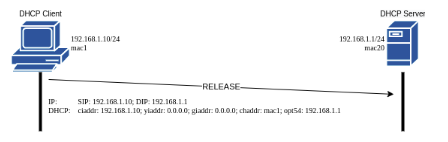 DHCP Client
DHCP Server
192.168.1.10/24
mac1
192.168.1.1/24
mac20
RELEASE
IP: SIP: 192.168.1.10; DIP: 192.168.1.1
DHCP: ciaddr: 192.168.1.10; yiaddr: 0.0.0.0; giaddr: 0.0.0.0; chaddr: mac1; opt54: 192.168.1.1